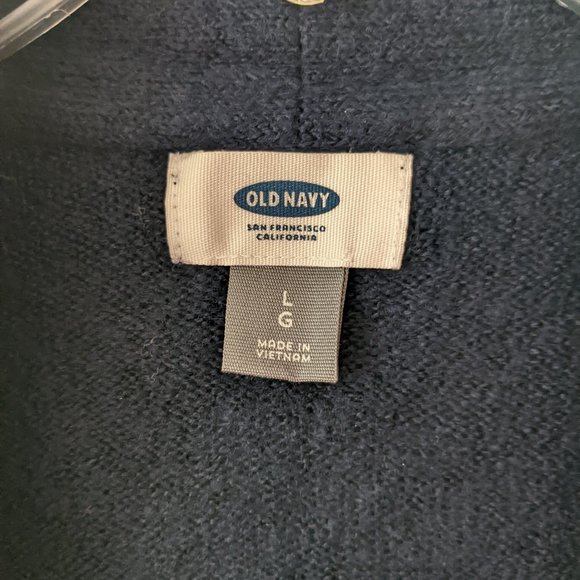 OLD NAVY
SAN FRANCISCO
CALIFORNIA
L
G
MADE IN
VIETNAM